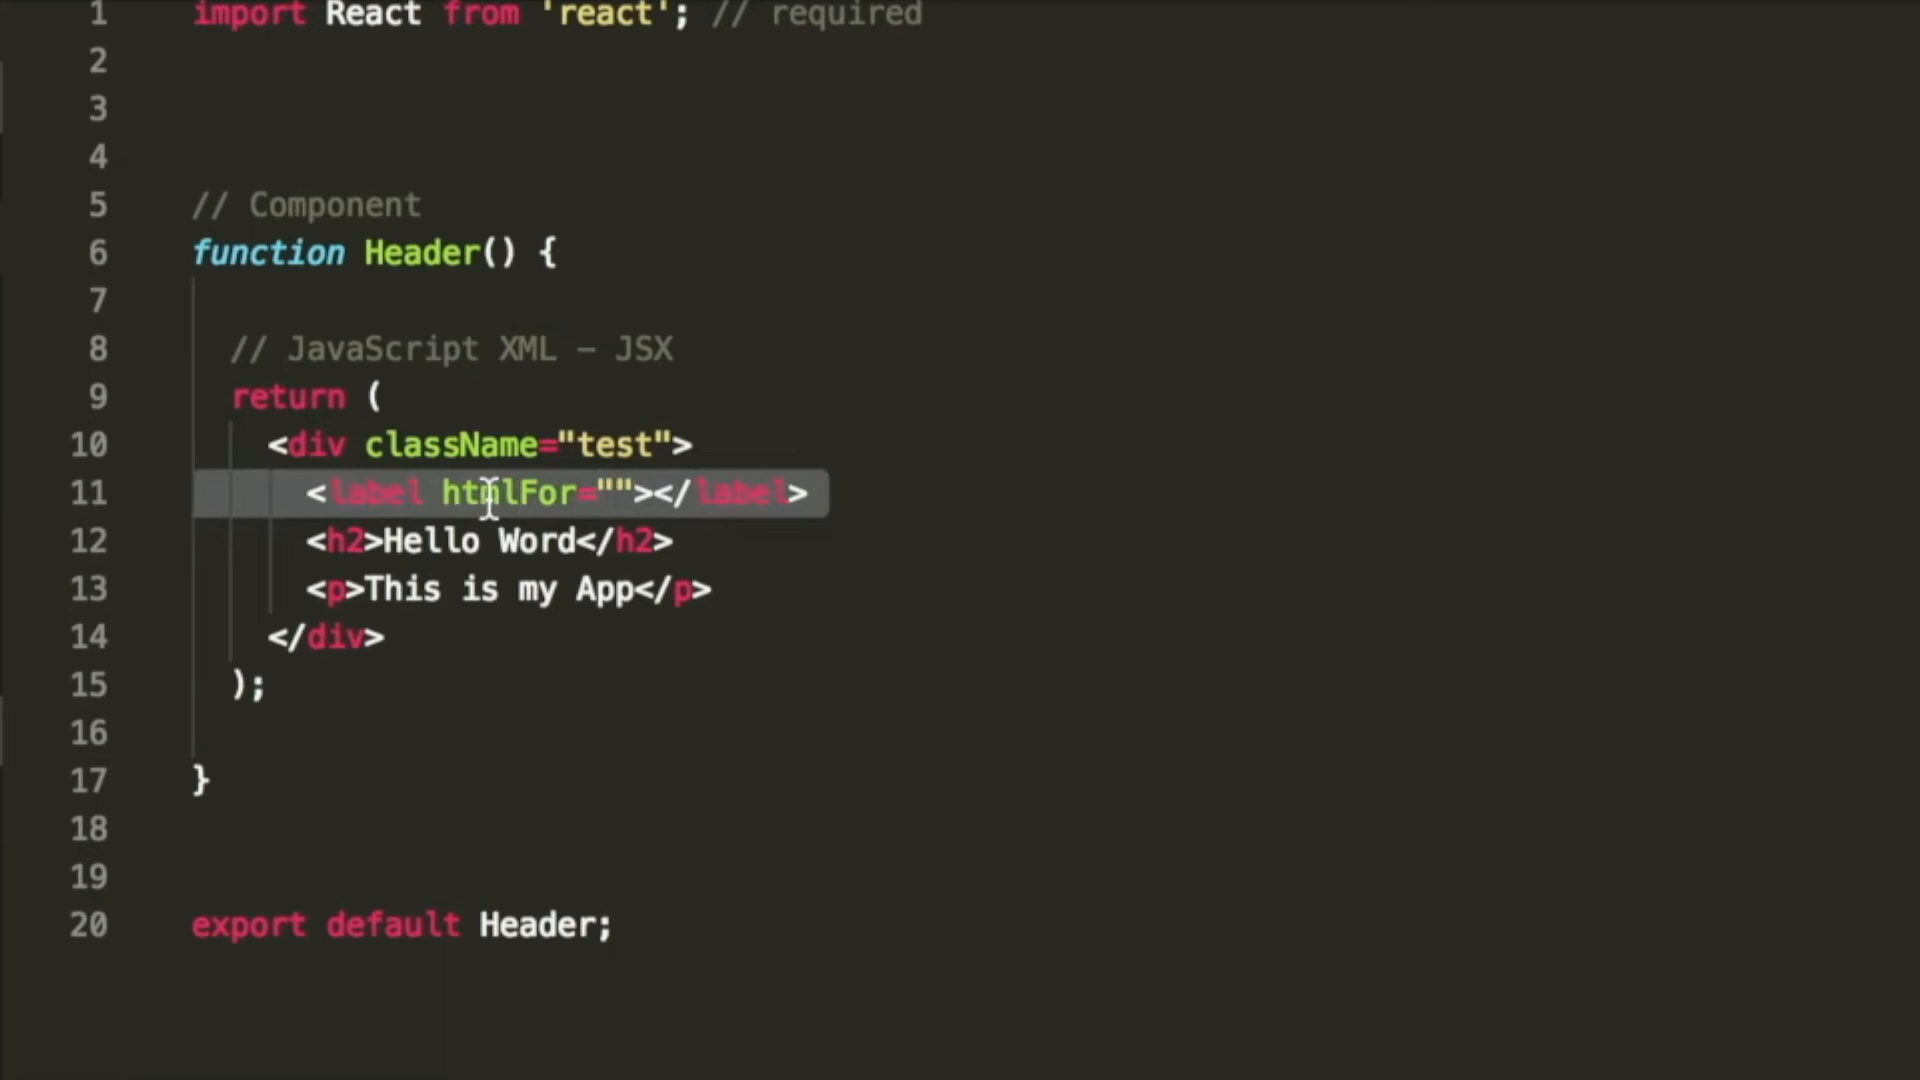 1 import React from 'react'; // required
2
3
4
5 // Component
6 function Header() {
7
8 // JavaScript XML – JSX
9 return (
10 <div className="test">
11 <label htmlFor=""></label>
12 <h2>Hello Word</h2>
13 <p>This is my App</p>
14 </div>
15 );
16
17 }
18
19
20 export default Header;